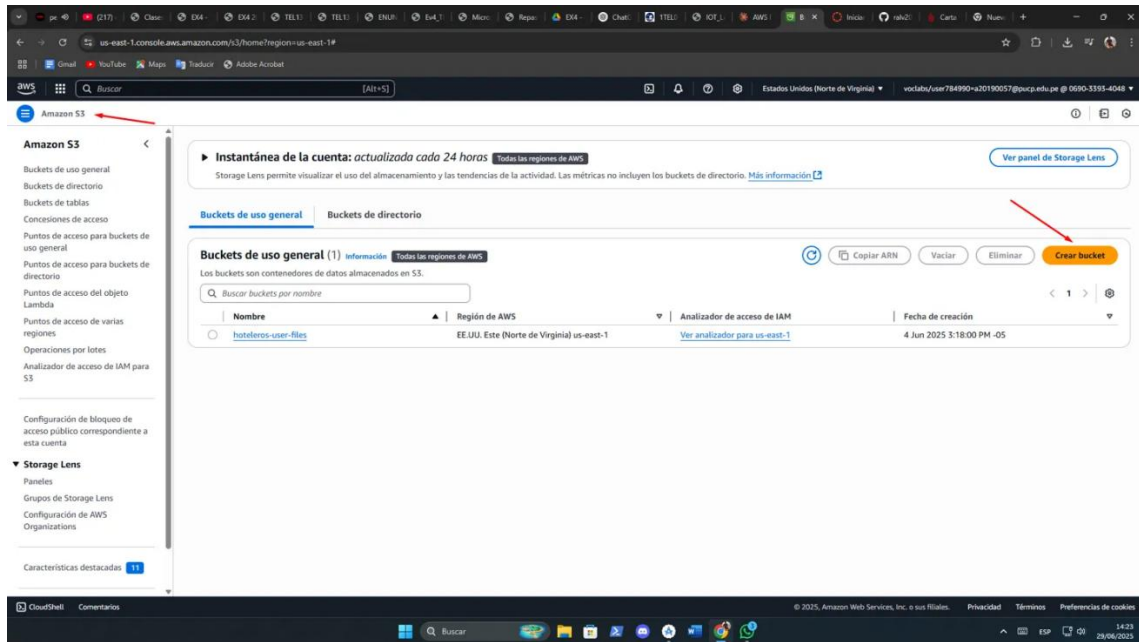 us-east-1.console.aws.amazon.com/s3/home?region=us-east-1#
Gmail YouTube Maps Traducir Adobe Acrobat
aws Buscar [Alt+S] Estados Unidos (Norte de Virginia) ▼ voclabs/user784990=a20190057@pucp.edu.pe @ 0690-3393-4048 ▼
Amazon S3
Amazon S3
Buckets de uso general
Buckets de directorio
Buckets de tablas
Concesiones de acceso
Puntos de acceso para buckets de
uso general
Puntos de acceso para buckets de
directorio
Puntos de acceso del objeto
Lambda
Puntos de acceso de varias
regiones
Operaciones por lotes
Analizador de acceso de IAM para
S3
Configuración de bloqueo de
acceso público correspondiente a
esta cuenta
Storage Lens
Paneles
Grupos de Storage Lens
Configuración de AWS
Organizations
Características destacadas 11
Instantánea de la cuenta: actualizada cada 24 horas Todas las regiones de AWS
Ver panel de Storage Lens
Storage Lens permite visualizar el uso del almacenamiento y las tendencias de la actividad. Las métricas no incluyen los buckets de directorio. Más información
Buckets de uso general Buckets de directorio
Buckets de uso general (1) Información Todas las regiones de AWS
Copiar ARN Vaciar Eliminar Crear bucket
Los buckets son contenedores de datos almacenados en S3.
Buscar buckets por nombre
< 1 >
Nombre Región de AWS Analizador de acceso de IAM Fecha de creación
hoteleros-user-files EE.UU. Este (Norte de Virginia) us-east-1 Ver analizador para us-east-1 4 Jun 2025 3:18:00 PM -05
CloudShell Comentarios © 2025, Amazon Web Services, Inc. o sus filiales. Privacidad Términos Preferencias de cookies
Buscar
ESP
14:23
29/06/2025